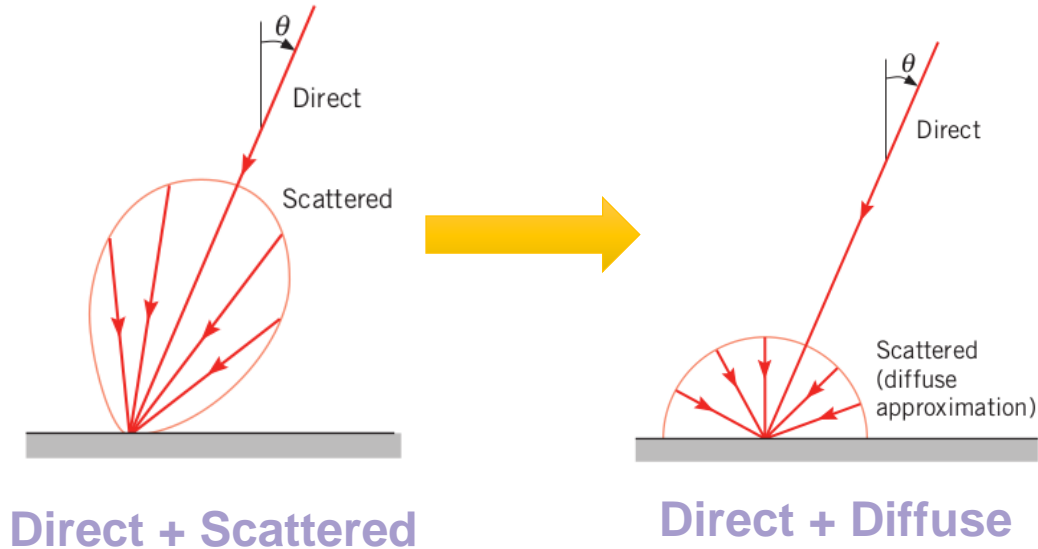 θ
Direct
Scattered
Direct + Scattered
θ
Direct
Scattered
(diffuse
approximation)
Direct + Diffuse